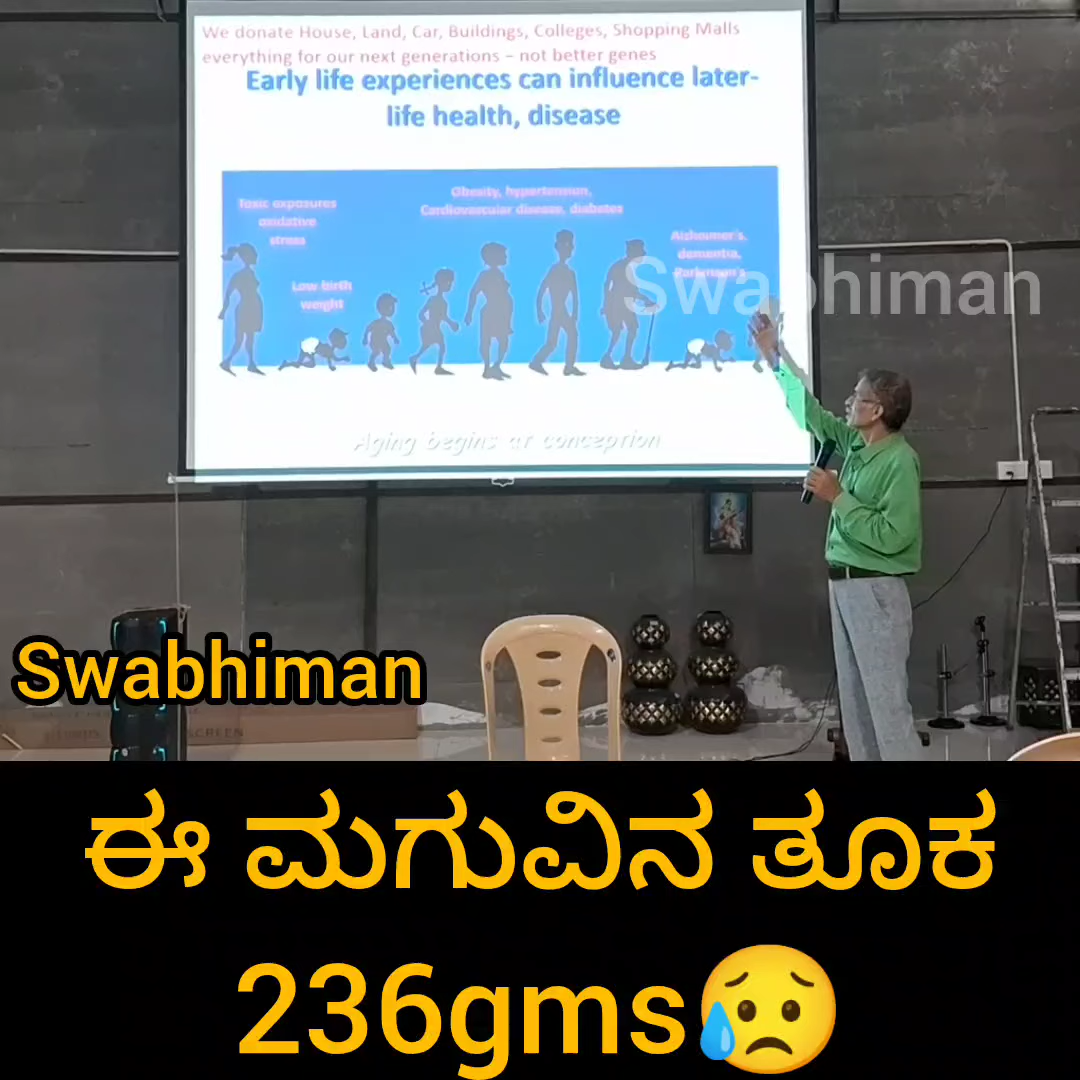 We donate House, Land, Car, Buildings, Colleges, Shopping Malls
everything for our next generations – not better genes
Early life experiences can influence later-
life health, disease
Toxic exposures
oxidative
stress
Low birth
weight
Obesity, hypertension,
Cardiovascular disease, diabetes
Alzheimer's,
dementia,
Parkinson's
Swabhiman
Aging begins at conception
Swabhiman
SCREEN
ಈ ಮಗುವಿನ ತೂಕ
236gms😥